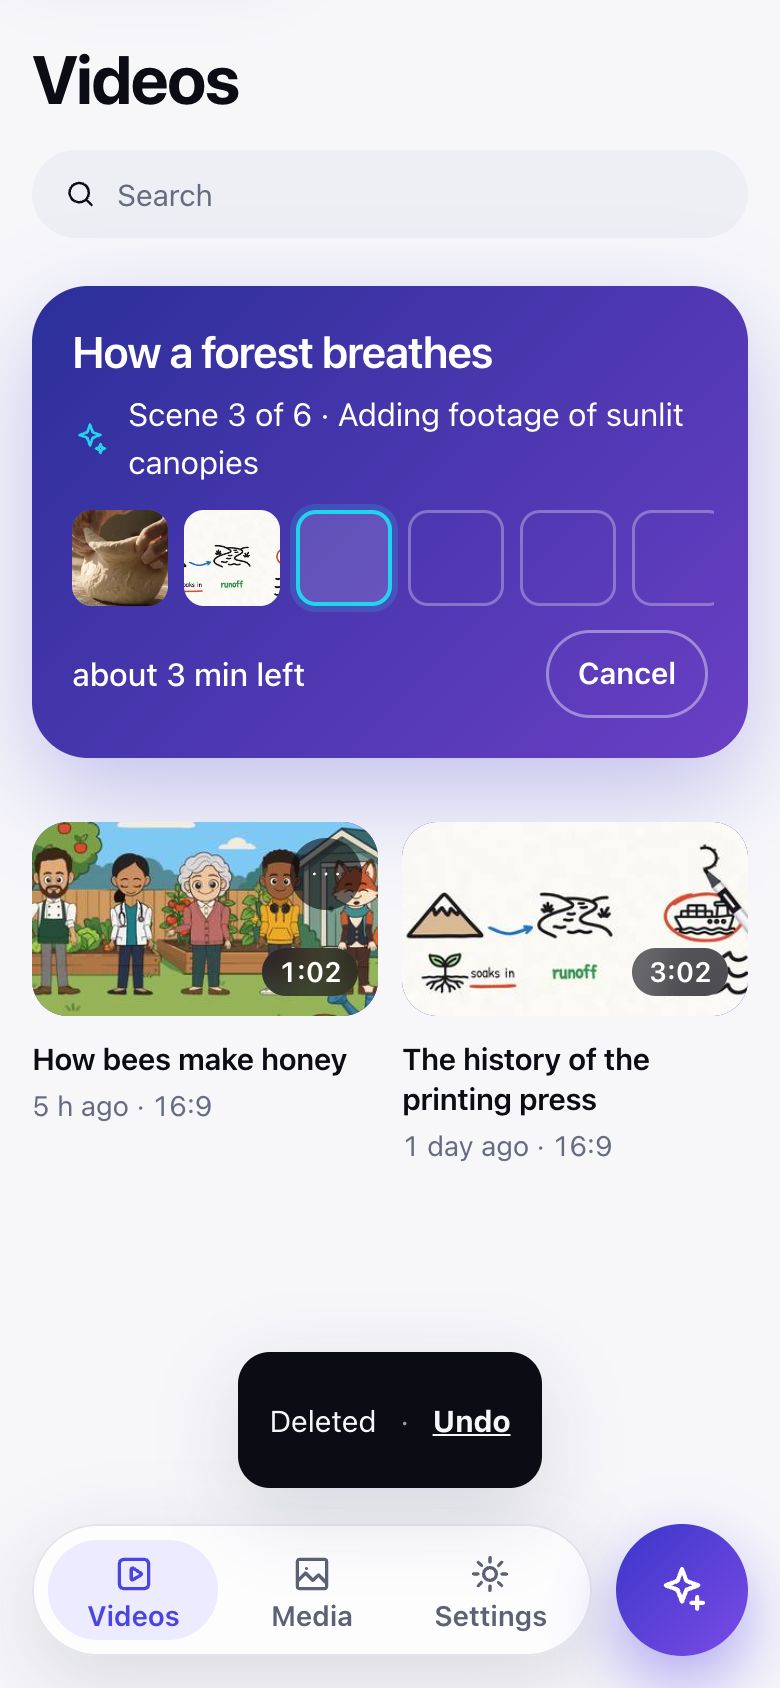 Videos
Search
How a forest breathes
Scene 3 of 6 · Adding footage of sunlit
canopies
runoff
about 3 min left
Cancel
1:02
soaks in
runoff
3:02
How bees make honey
5 h ago · 16:9
The history of the
printing press
1 day ago · 16:9
Deleted · Undo
Videos
Media
Settings